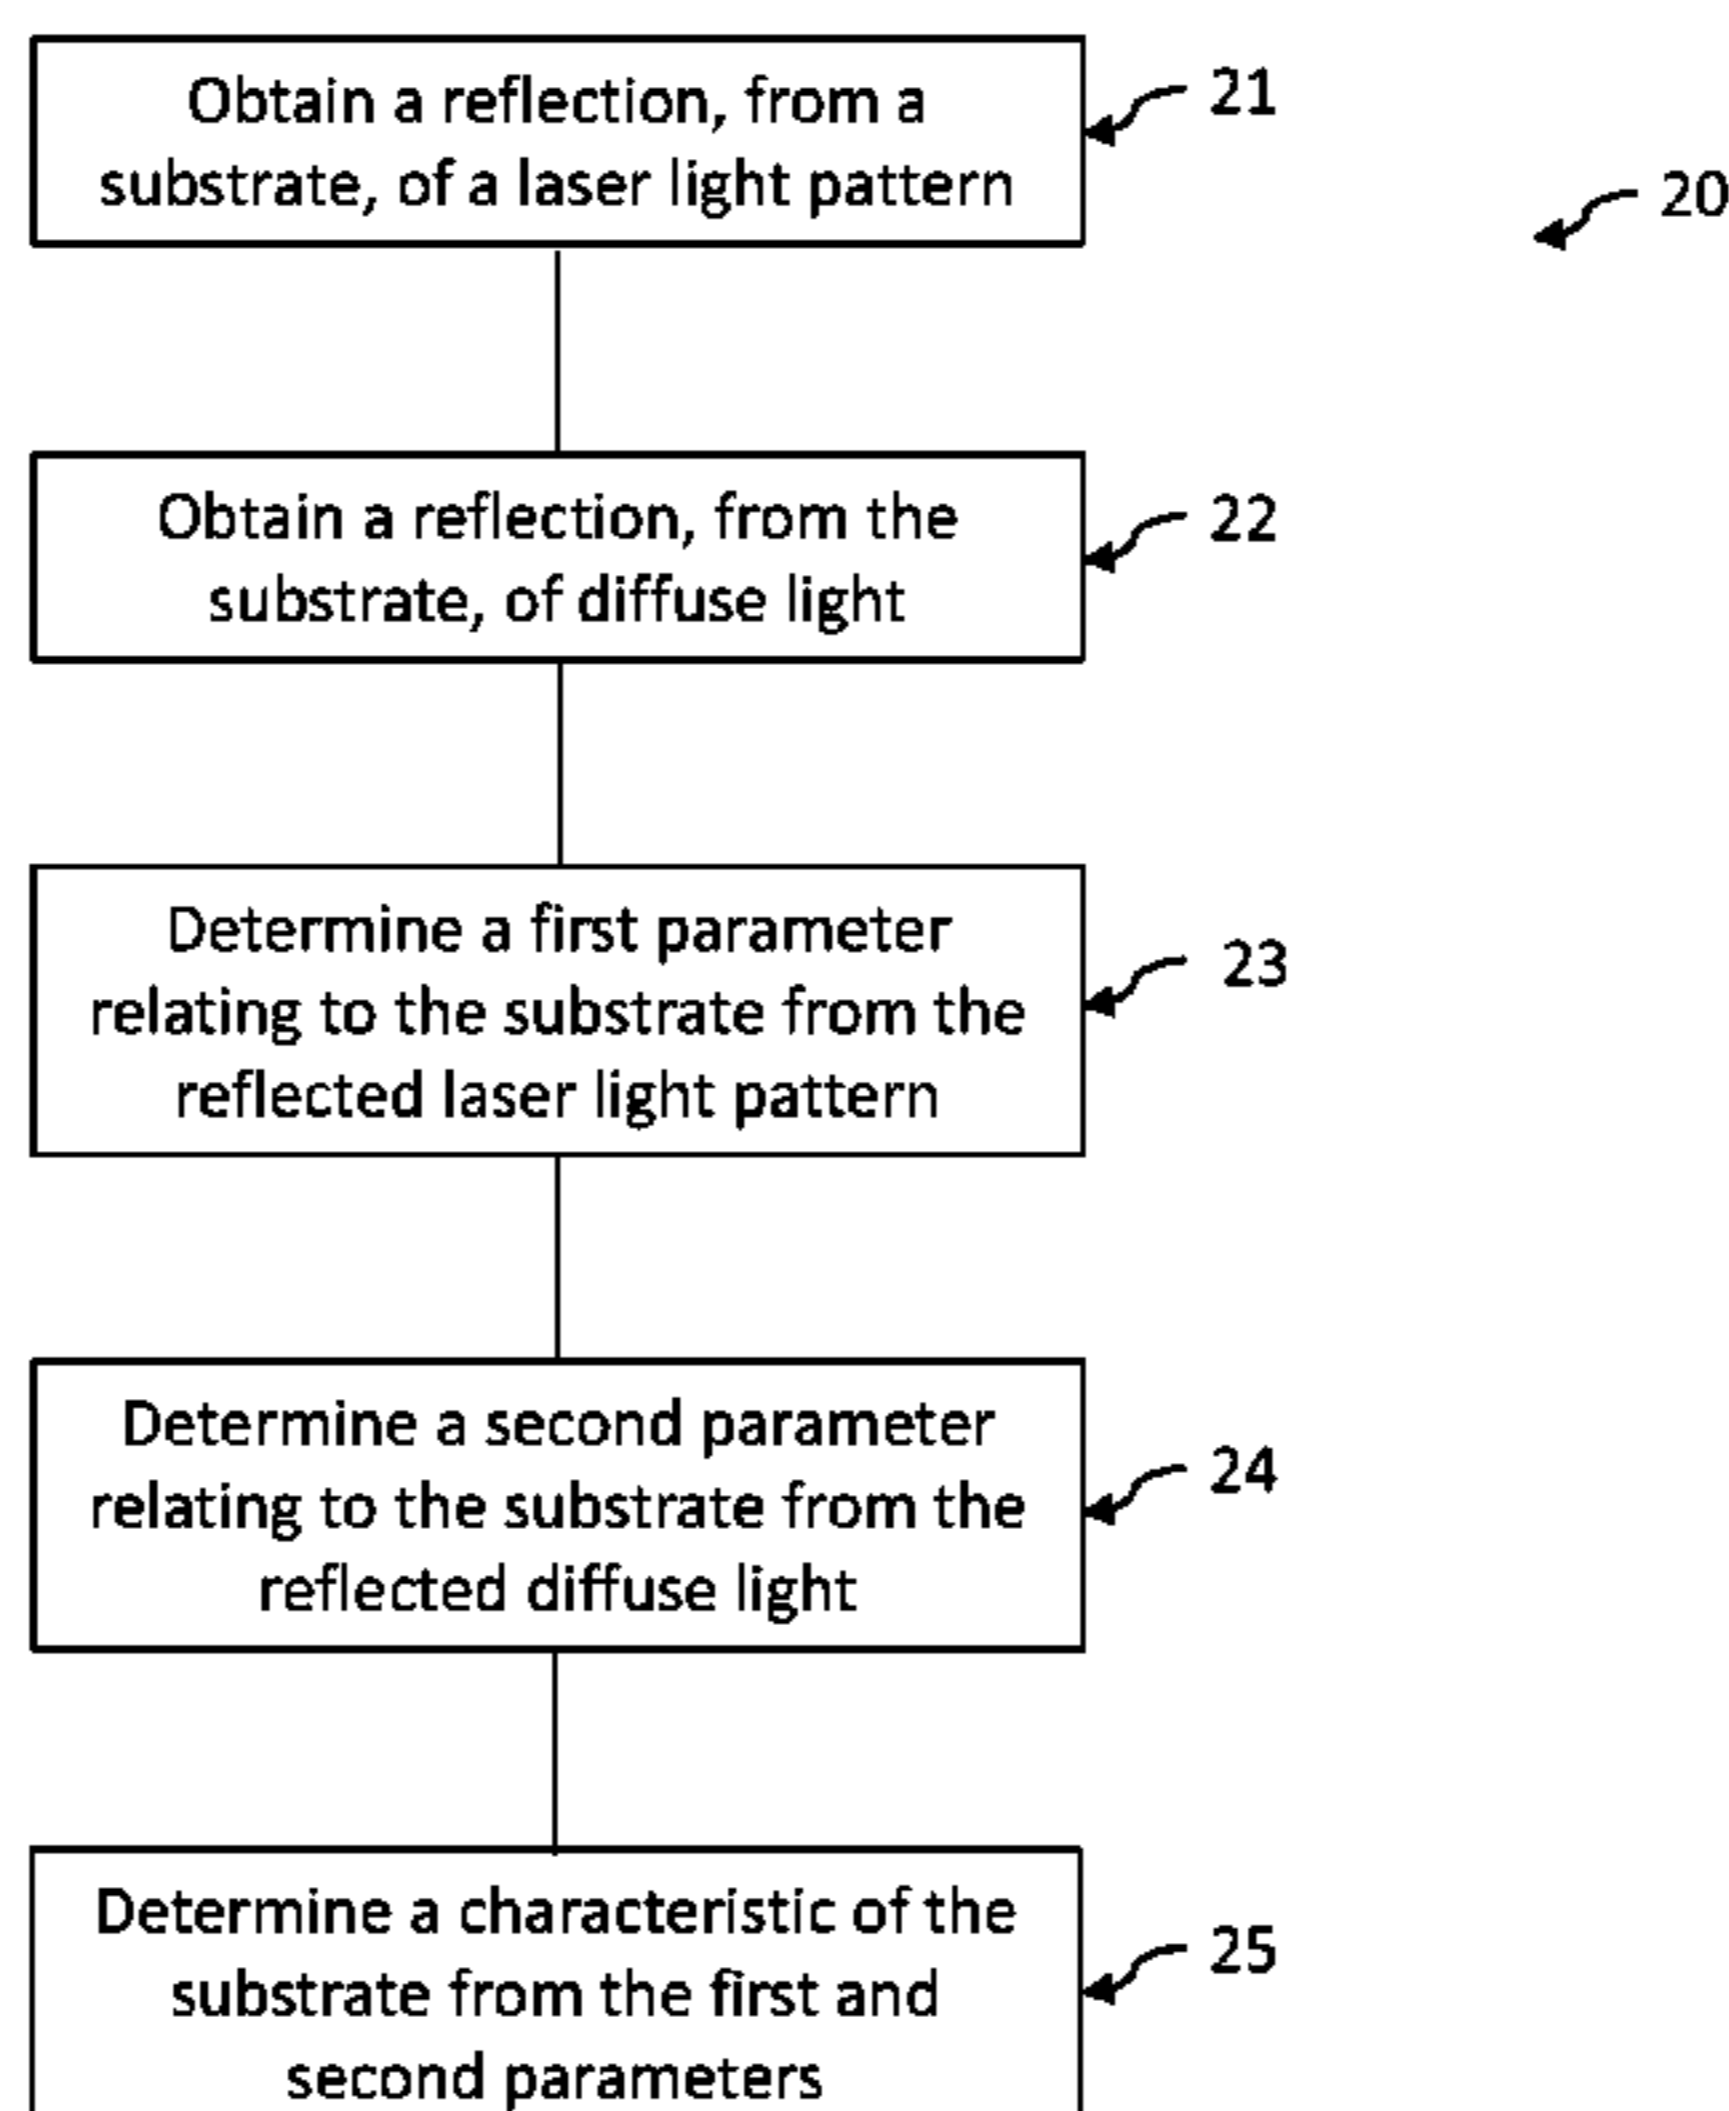 Obtain a reflection, from a
substrate, of a laser light pattern
21
20
Obtain a reflection, from the
substrate, of diffuse light
22
Determine a first parameter
relating to the substrate from the
reflected laser light pattern
23
Determine a second parameter
relating to the substrate from the
reflected diffuse light
24
Determine a characteristic of the
substrate from the first and
second parameters
25